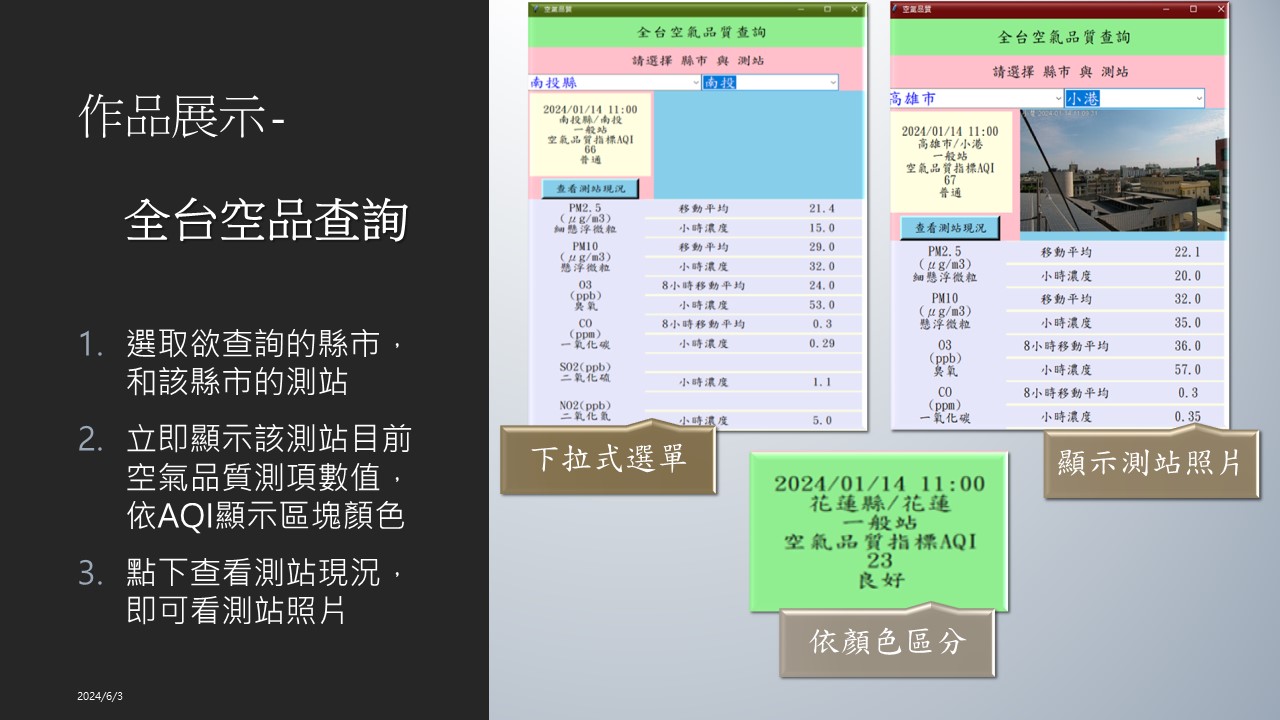 作品展示-
全台空品查詢
1. 選取欲查詢的縣市，
和該縣市的測站
2. 立即顯示該測站目前
空氣品質測項數值，
依AQI顯示區塊顏色
3. 點下查看測站現況，
即可看測站照片
2024/6/3
空氣品質
全台空氣品質查詢
請選擇 縣市 與 測站
南投縣 南投
2024/01/14 11:00
南投縣/南投
一般站
空氣品質指標AQI
66
普通
查看測站現況
PM2.5
(μg/m3)
細懸浮微粒
移動平均 21.4
小時濃度 15.0
PM10
(μg/m3)
懸浮微粒
移動平均 29.0
小時濃度 32.0
O3
(ppb)
臭氧
8小時移動平均 24.0
小時濃度 53.0
CO
(ppm)
一氧化碳
8小時移動平均 0.3
小時濃度 0.29
SO2(ppb)
二氧化硫
小時濃度 1.1
NO2(ppb)
二氧化氮
小時濃度 5.0
下拉式選單
空氣品質
全台空氣品質查詢
請選擇 縣市 與 測站
高雄市 小港
2024/01/14 11:00
高雄市/小港
一般站
空氣品質指標AQI
67
普通
查看測站現況
PM2.5
(μg/m3)
細懸浮微粒
移動平均 22.1
小時濃度 20.0
PM10
(μg/m3)
懸浮微粒
移動平均 32.0
小時濃度 35.0
O3
(ppb)
臭氧
8小時移動平均 36.0
小時濃度 57.0
CO
(ppm)
一氧化碳
8小時移動平均 0.3
小時濃度 0.35
顯示測站照片
2024/01/14 11:00
花蓮縣/花蓮
一般站
空氣品質指標AQI
23
良好
依顏色區分